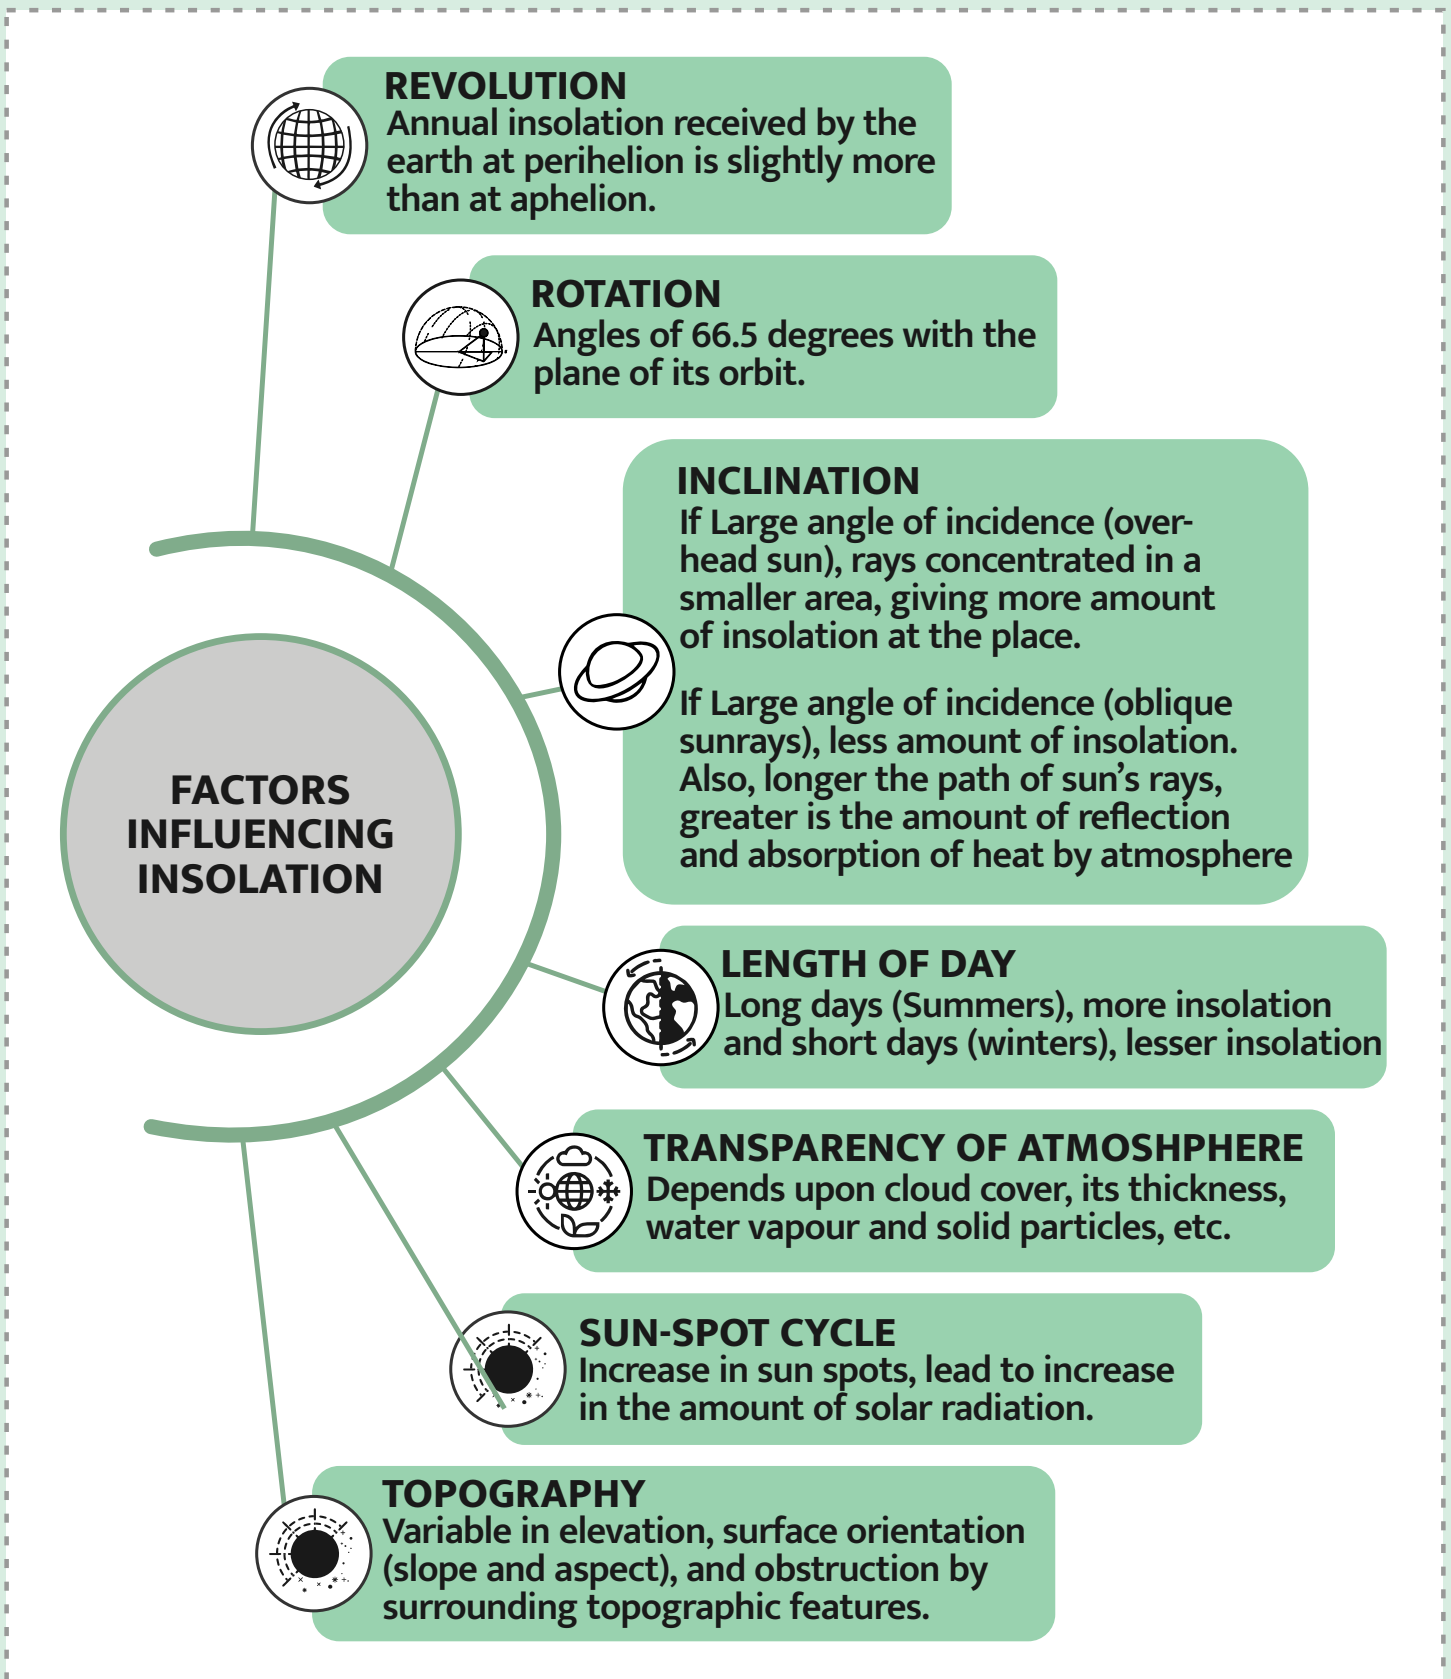 REVOLUTION
Annual insolation received by the
earth at perihelion is slightly more
than at aphelion.
ROTATION
Angles of 66.5 degrees with the
plane of its orbit.
INCLINATION
If Large angle of incidence (over-
head sun), rays concentrated in a
smaller area, giving more amount
of insolation at the place.
If Large angle of incidence (oblique
sunrays), less amount of insolation.
Also, longer the path of sun’s rays,
greater is the amount of reflection
and absorption of heat by atmosphere
FACTORS
INFLUENCING
INSOLATION
LENGTH OF DAY
Long days (Summers), more insolation
and short days (winters), lesser insolation
TRANSPARENCY OF ATMOSHPHERE
Depends upon cloud cover, its thickness,
water vapour and solid particles, etc.
SUN-SPOT CYCLE
Increase in sun spots, lead to increase
in the amount of solar radiation.
TOPOGRAPHY
Variable in elevation, surface orientation
(slope and aspect), and obstruction by
surrounding topographic features.